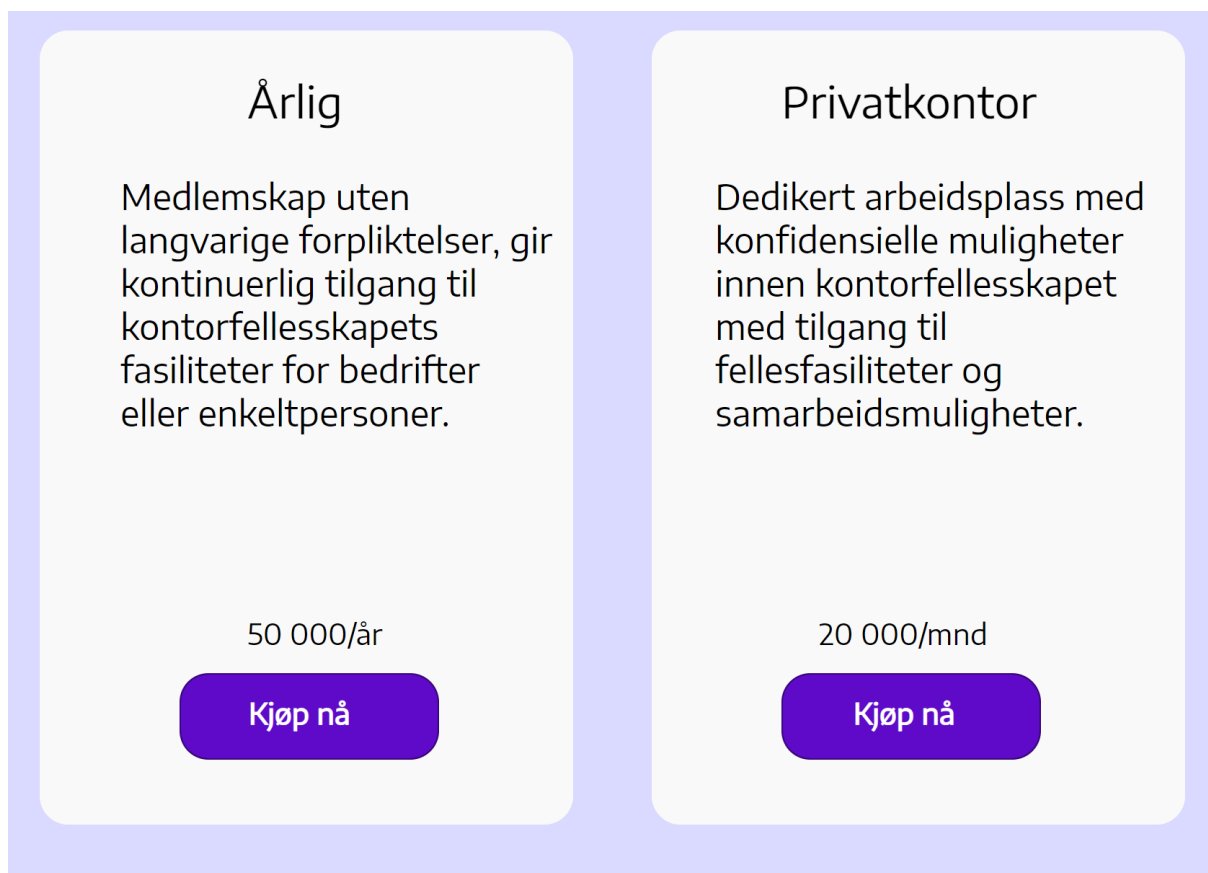 Årlig
Medlemskap uten
langvarige forpliktelser, gir
kontinuerlig tilgang til
kontorfellesskapets
fasiliteter for bedrifter
eller enkeltpersoner.
50 000/år
Kjøp nå
Privatkontor
Dedikert arbeidsplass med
konfidensielle muligheter
innen kontorfellesskapet
med tilgang til
fellesfasiliteter og
samarbeidsmuligheter.
20 000/mnd
Kjøp nå